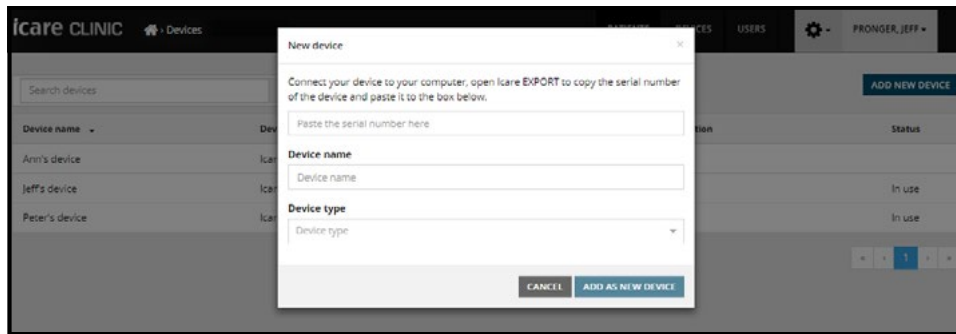 icare CLINIC
Devices
USERS
PRONGER, JEFF
New device
×
Connect your device to your computer, open Icare EXPORT to copy the serial number
of the device and paste it to the box below.
Search devices
ADD NEW DEVICE
Paste the serial number here
Device name
Status
Device name
Device name
Ann's device
Jeff's device
In use
Device type
Device type
Peter's device
In use
« ‹ 1 › »
CANCEL
ADD AS NEW DEVICE